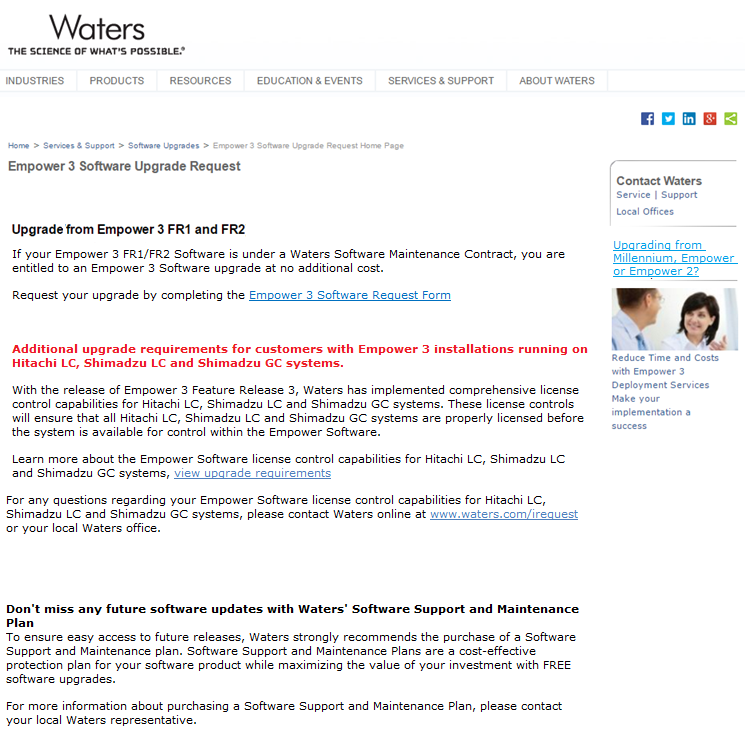 Waters
THE SCIENCE OF WHAT'S POSSIBLE.®
INDUSTRIES PRODUCTS RESOURCES EDUCATION & EVENTS SERVICES & SUPPORT ABOUT WATERS
Home > Services & Support > Software Upgrades > Empower 3 Software Upgrade Request Home Page
Empower 3 Software Upgrade Request
Upgrade from Empower 3 FR1 and FR2
If your Empower 3 FR1/FR2 Software is under a Waters Software Maintenance Contract, you are
entitled to an Empower 3 Software upgrade at no additional cost.
Request your upgrade by completing the Empower 3 Software Request Form
Additional upgrade requirements for customers with Empower 3 installations running on
Hitachi LC, Shimadzu LC and Shimadzu GC systems.
With the release of Empower 3 Feature Release 3, Waters has implemented comprehensive license
control capabilities for Hitachi LC, Shimadzu LC and Shimadzu GC systems. These license controls
will ensure that all Hitachi LC, Shimadzu LC and Shimadzu GC systems are properly licensed before
the system is available for control within the Empower Software.
Learn more about the Empower Software license control capabilities for Hitachi LC, Shimadzu LC
and Shimadzu GC systems, view upgrade requirements
For any questions regarding your Empower Software license control capabilities for Hitachi LC,
Shimadzu LC and Shimadzu GC systems, please contact Waters online at www.waters.com/irequest
or your local Waters office.
Don't miss any future software updates with Waters' Software Support and Maintenance
Plan
To ensure easy access to future releases, Waters strongly recommends the purchase of a Software
Support and Maintenance plan. Software Support and Maintenance Plans are a cost-effective
protection plan for your software product while maximizing the value of your investment with FREE
software upgrades.
For more information about purchasing a Software Support and Maintenance Plan, please contact
your local Waters representative.
Contact Waters
Service | Support
Local Offices
Upgrading from
Millennium, Empower
or Empower 2?
Reduce Time and Costs
with Empower 3
Deployment Services
Make your
implementation a
success